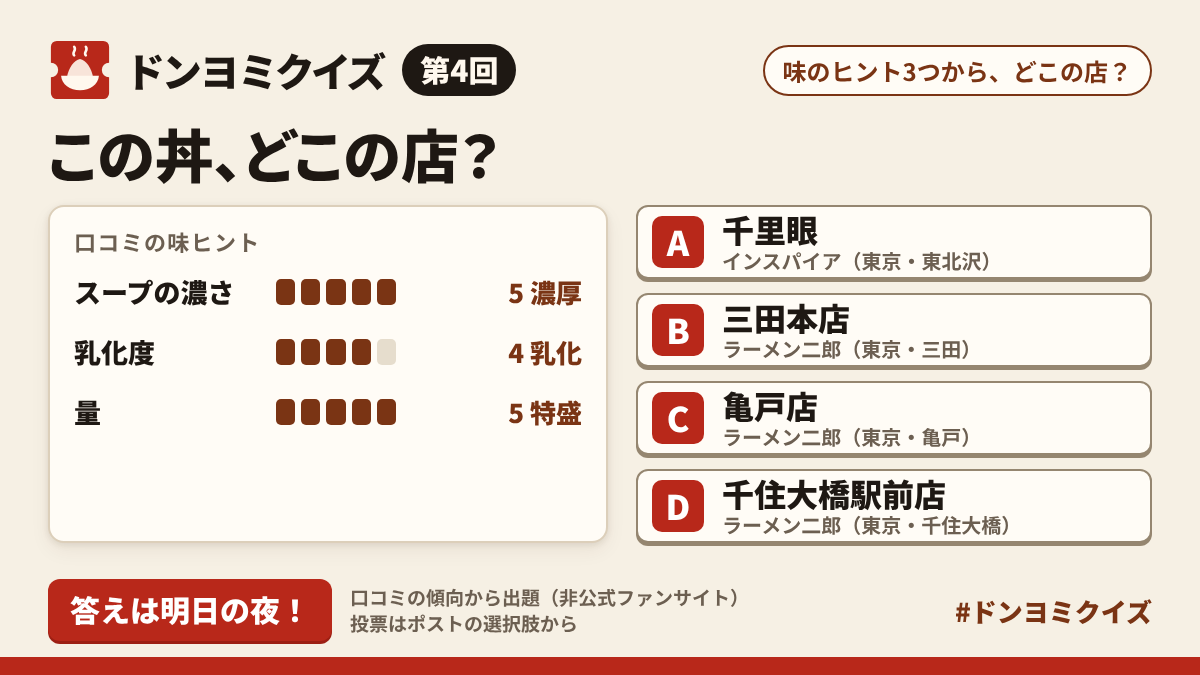 ドンヨミクイズ 第4回
味のヒント3つから、どこの店？
この丼、どこの店？
口コミの味ヒント
スープの濃さ 5 濃厚
乳化度 4 乳化
量 5 特盛
A 千里眼
インスパイア（東京・東北沢）
B 三田本店
ラーメン二郎（東京・三田）
C 亀戸店
ラーメン二郎（東京・亀戸）
D 千住大橋駅前店
ラーメン二郎（東京・千住大橋）
答えは明日の夜！
口コミの傾向から出題（非公式ファンサイト）
投票はポストの選択肢から
#ドンヨミクイズ